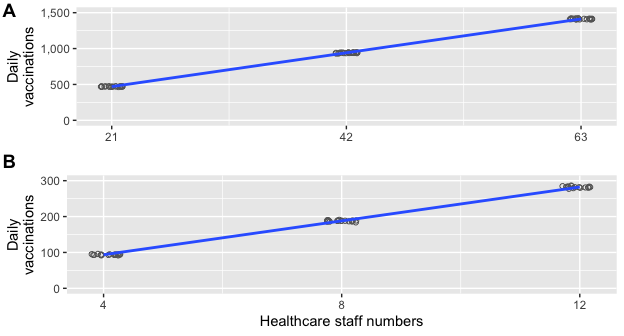 A
Daily
vaccinations
1,500
1,000
500
0
21
42
63
B
Daily
vaccinations
300
200
100
0
4
8
12
Healthcare staff numbers